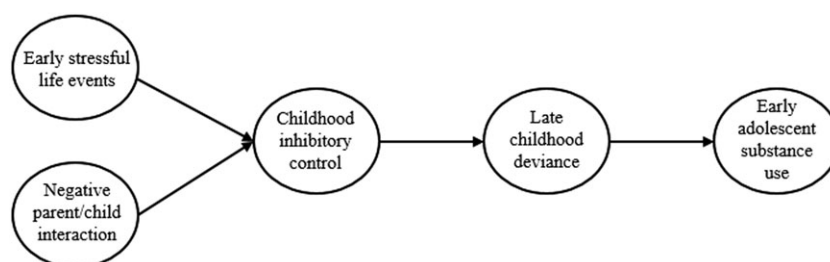 Early stressful
life events
Negative
parent/child
interaction
Childhood
inhibitory
control
Late
childhood
deviance
Early
adolescent
substance
use